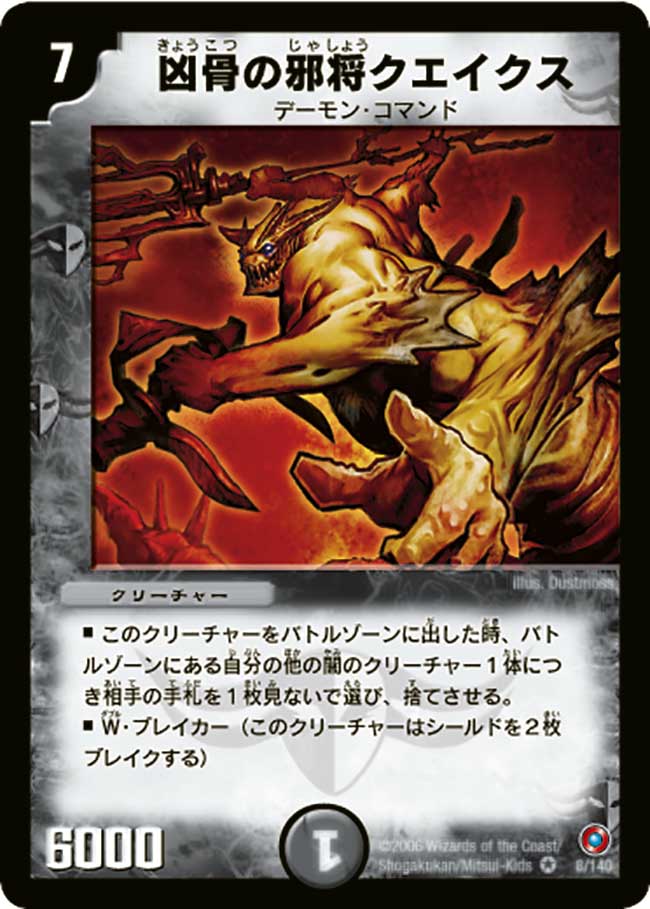 7
きょうこつ じゃしょう
凶骨の邪将クエイクス
デーモン・コマンド
illus. Dustmoss
クリーチャー
■ このクリーチャーをバトルゾーンに出した時、バト
ルゾーンにある自分の他の闇のクリーチャー1体につ
き相手の手札を1枚見ないで選び、捨てさせる。
■ W・ブレイカー（このクリーチャーはシールドを2枚
ブレイクする）
6000
1
©2006 Wizards of the Coast/
Shogakukan/Mitsui-Kids
8/140